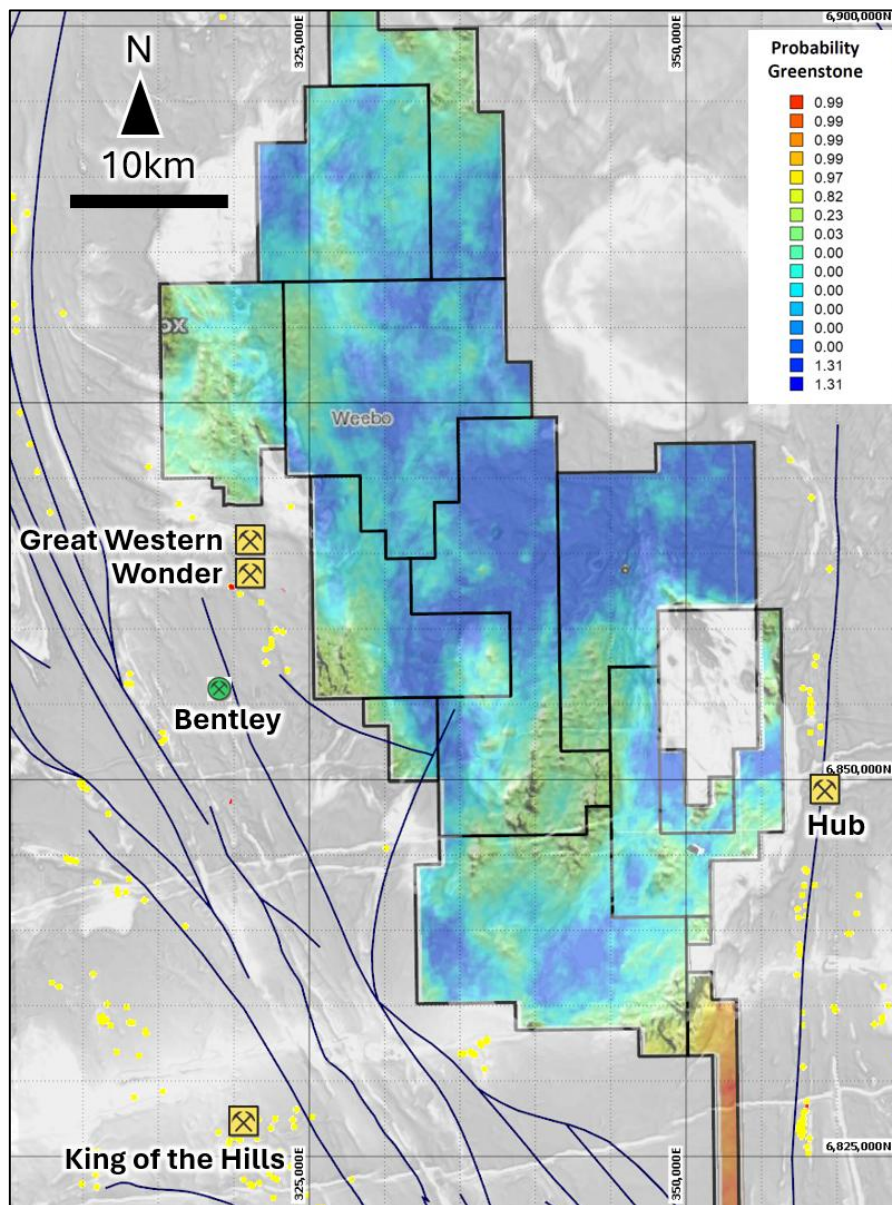 325,000E
350,000E
6,900,000N
N
10km
Probability
Greenstone
0.99
0.99
0.99
0.99
0.97
0.82
0.23
0.03
0.00
0.00
0.00
0.00
0.00
0.00
1.31
1.31
ox
Weebo
Great Western
Wonder
Bentley
6,850,000N
Hub
King of the Hills
6,825,000N
325,000E
350,000E